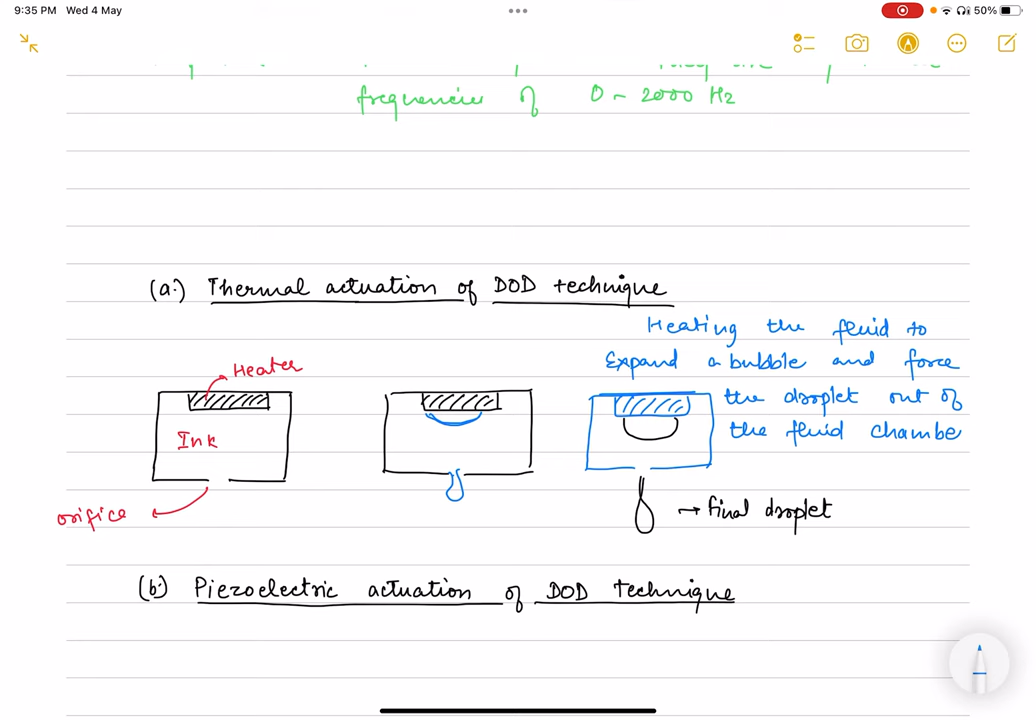 9:35 PM Wed 4 May
50%
frequencies of 0 - 2000 Hz
(a:) Thermal actuation of DOD technique
Heating the fluid to
Expand a bubble and force
the droplet out of
the fluid chamber
Heater
Ink
orifice
→ final droplet
(b:) Piezoelectric actuation of DOD technique